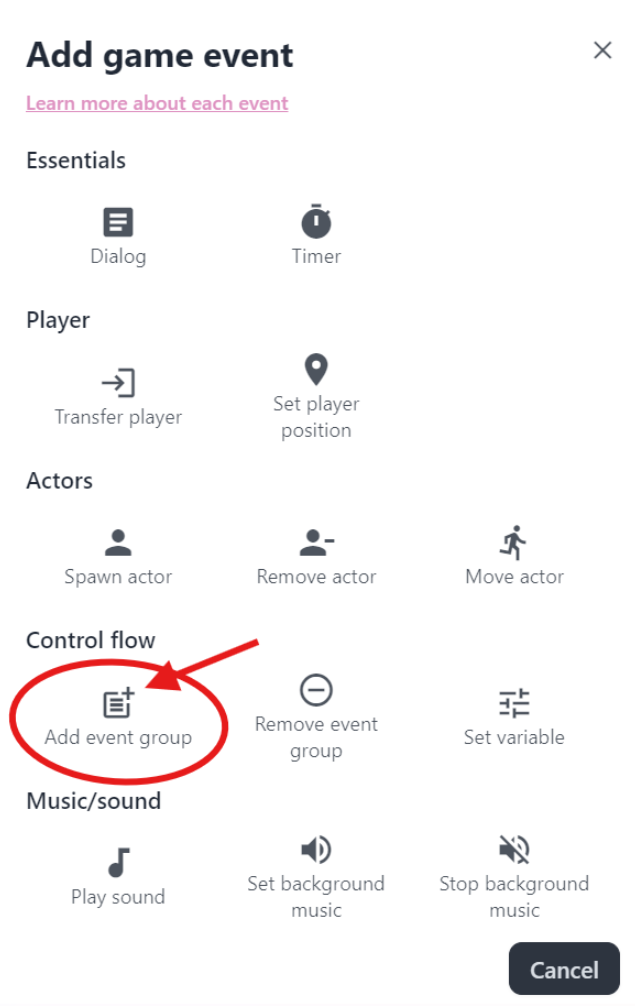 Add game event
Learn more about each event
Essentials
Dialog
Timer
Player
Transfer player
Set player
position
Actors
Spawn actor
Remove actor
Move actor
Control flow
Add event group
Remove event
group
Set variable
Music/sound
Play sound
Set background
music
Stop background
music
Cancel